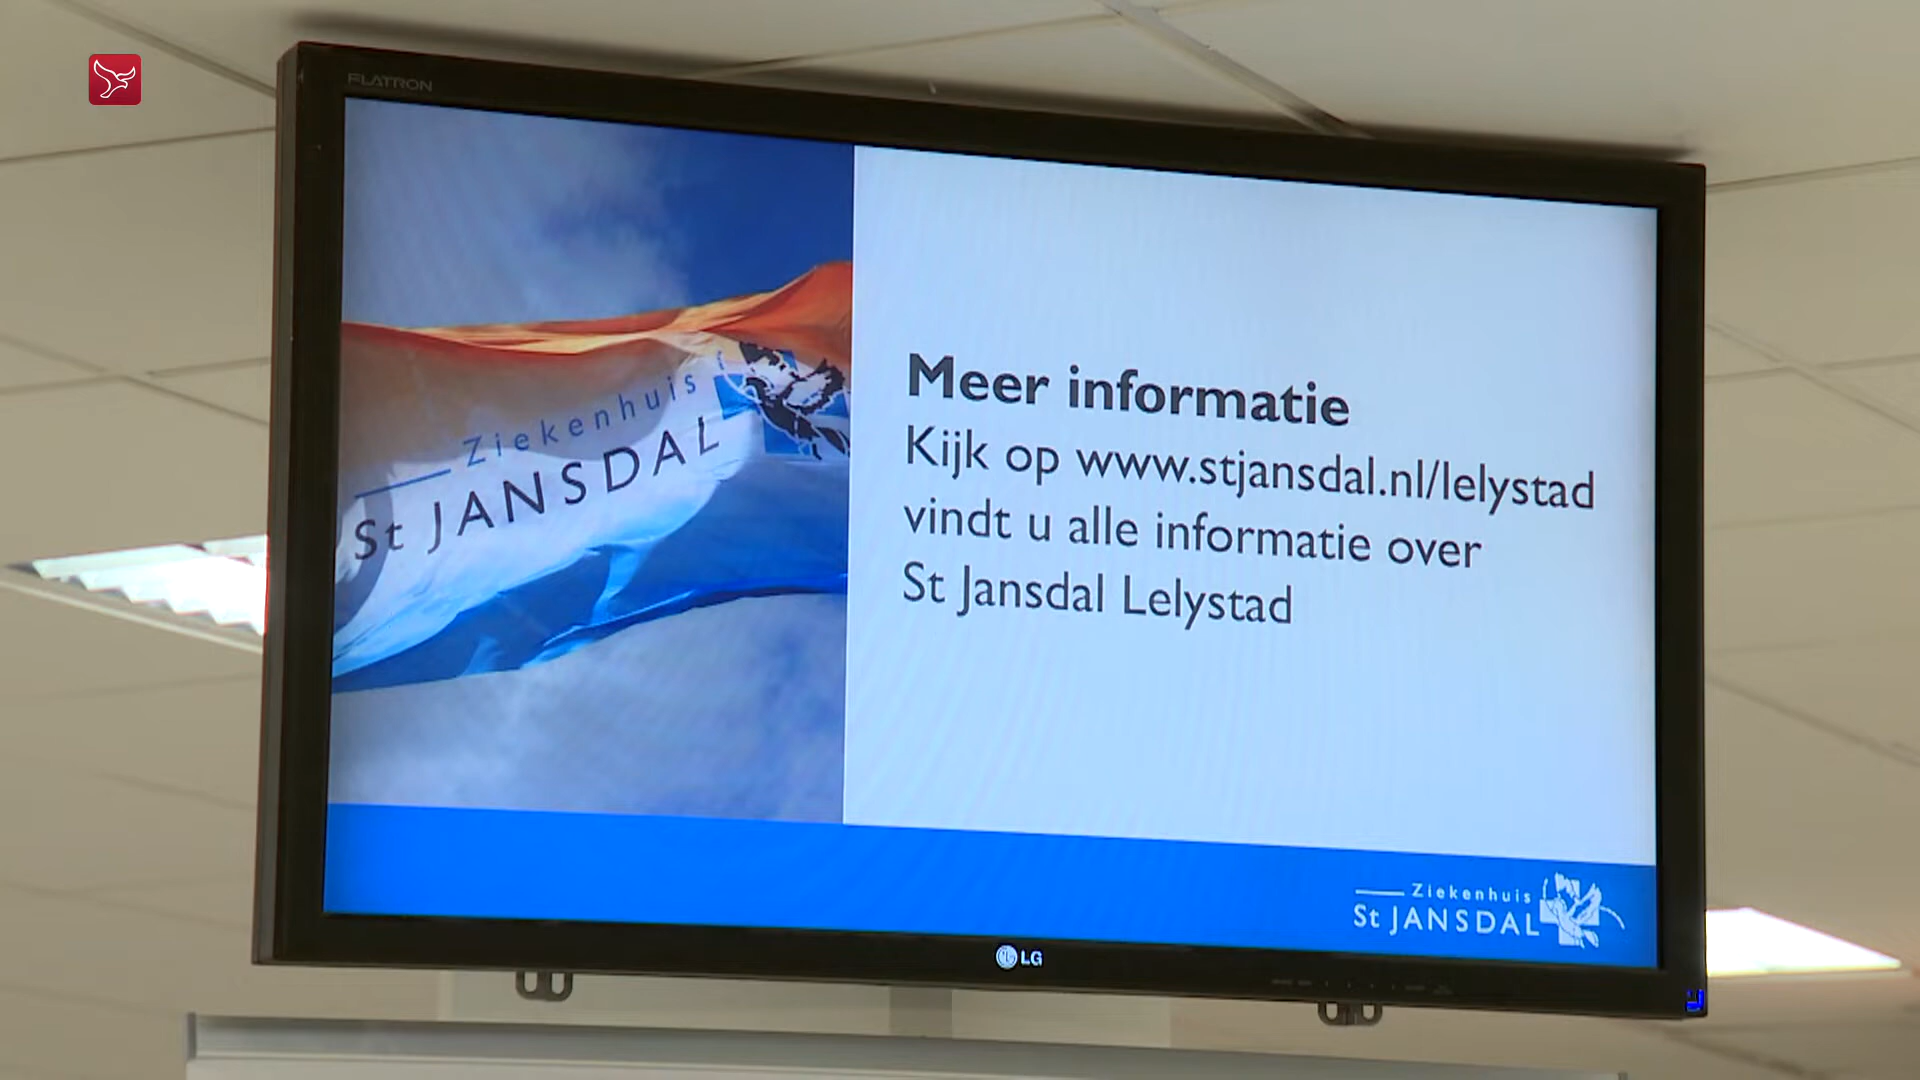 FLATRON
Ziekenhuis
St JANSDAL
Meer informatie
Kijk op www.stjansdal.nl/lelystad
vindt u alle informatie over
St Jansdal Lelystad
Ziekenhuis
St JANSDAL
LG